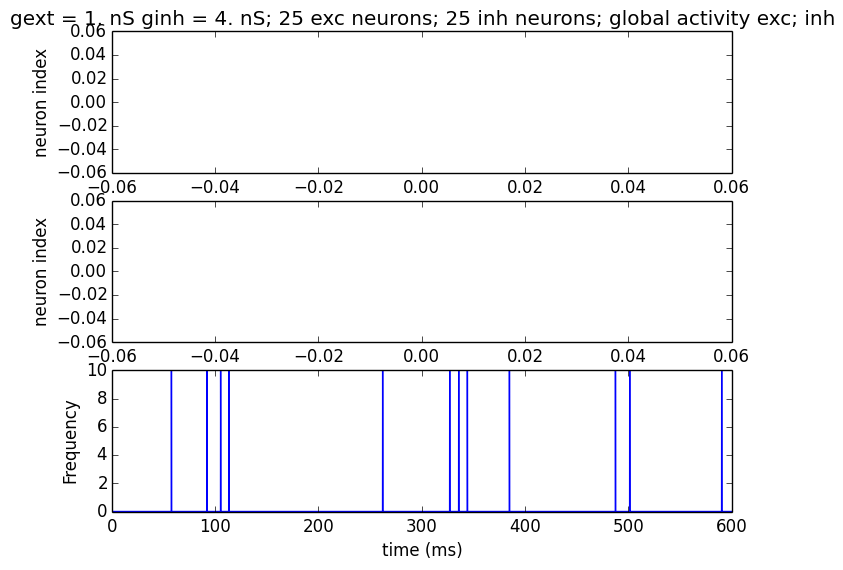 gext = 1. nS ginh = 4. nS; 25 exc neurons; 25 inh neurons; global activity exc; inh
0.06
0.04
0.02
0.00
−0.02
−0.04
−0.06
neuron index
−0.06 −0.04 −0.02 0.00 0.02 0.04 0.06
0.06
0.04
0.02
0.00
−0.02
−0.04
−0.06
neuron index
−0.06 −0.04 −0.02 0.00 0.02 0.04 0.06
10
8
6
4
2
0
Frequency
0 100 200 300 400 500 600
time (ms)